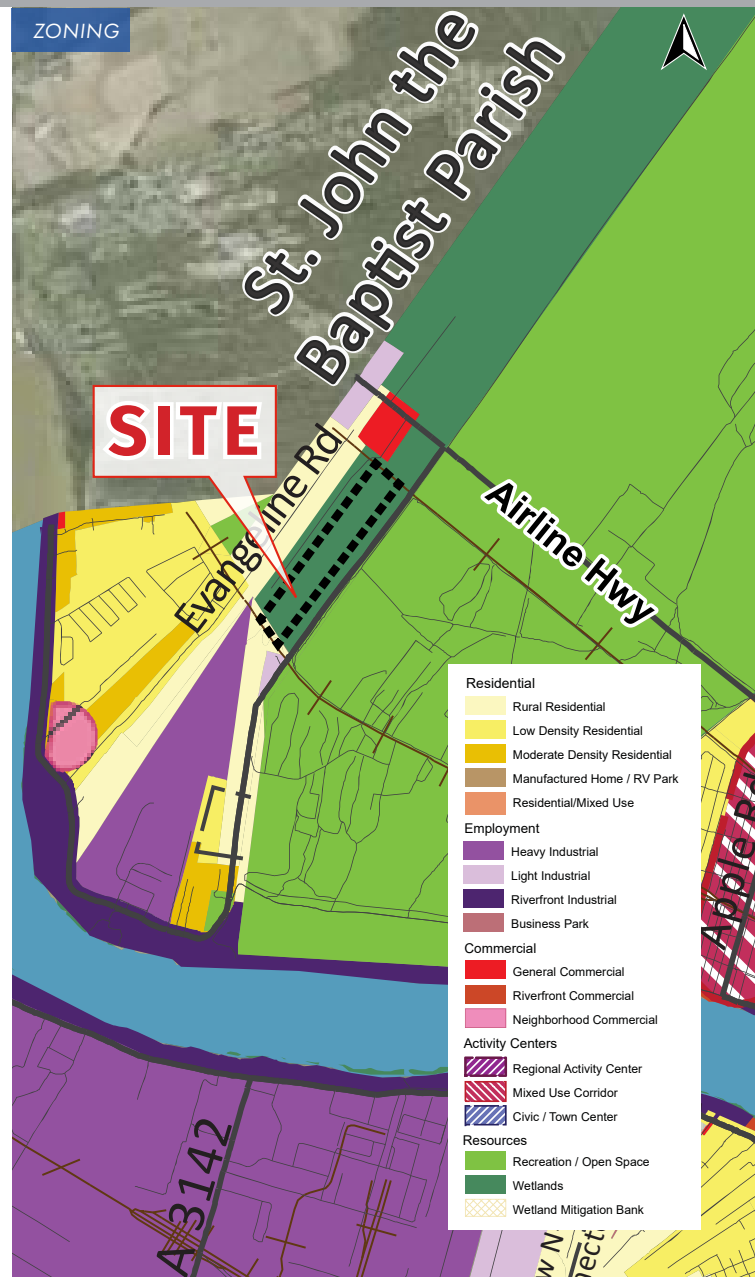 ZONING
St. John the
Baptist Parish
SITE
Evangeline Rd
Airline Hwy
Residential
Rural Residential
Low Density Residential
Moderate Density Residential
Manufactured Home / RV Park
Residential/Mixed Use
Employment
Heavy Industrial
Light Industrial
Riverfront Industrial
Business Park
Commercial
General Commercial
Riverfront Commercial
Neighborhood Commercial
Activity Centers
Regional Activity Center
Mixed Use Corridor
Civic / Town Center
Resources
Recreation / Open Space
Wetlands
Wetland Mitigation Bank
Apple
A 3142